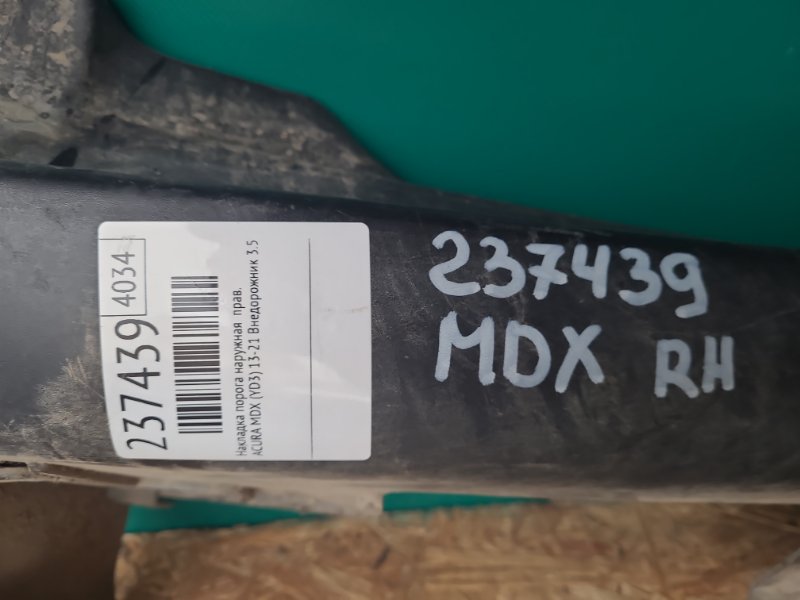 237439 4034
Накладка порога наружная прав.
ACURA MDX (YD3) 13-21 Внедорожник 3.5
237439
MDX RH